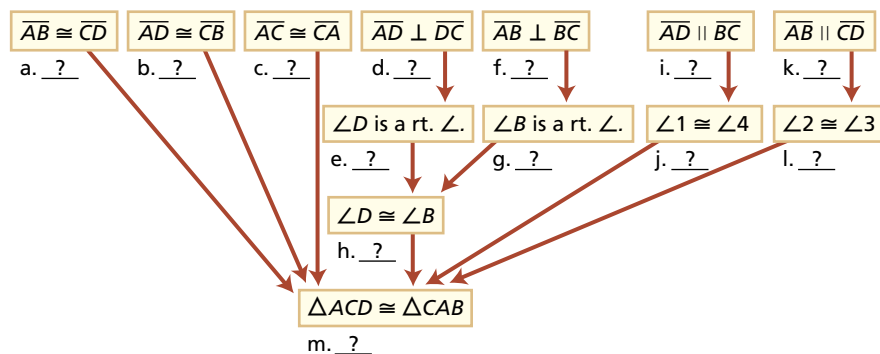 AB ≅ CD AD ≅ CB AC ≅ CA AD ⊥ DC AB ⊥ BC AD || BC AB || CD
a. ? b. ? c. ? d. ? f. ? i. ? k. ?
∠D is a rt. ∠. ∠B is a rt. ∠. ∠1 ≅ ∠4 ∠2 ≅ ∠3
e. ? g. ? j. ? l. ?
∠D ≅ ∠B
h. ?
△ACD ≅ △CAB
m. ?